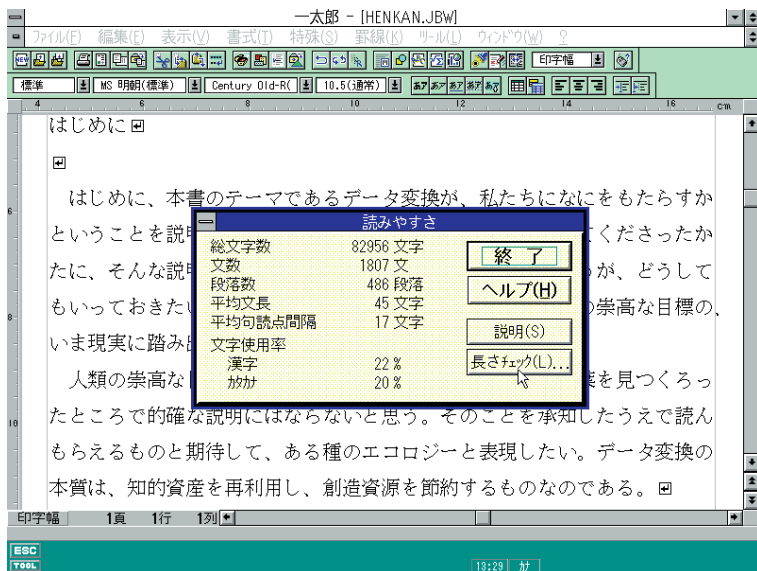 一太郎 - [HENKAN.JBW]
ファイル(F) 編集(E) 表示(V) 書式(T) 特殊(S) 罫線(K) ツール(L) ウィンドウ(W) ?
印字幅
標準 MS 明朝(標準) Century Old-R( 10.5(通常)
4 6 8 10 12 14 16 cm
はじめに
はじめに、本書のテーマであるデータ変換が、私たちになにをもたらすか
ということを説
くださったか
たに、そんな説
が、どうして
もいっておきたい
崇高な目標の、
いま現実に踏み
人類の崇高な
を見つくろっ
たところで的確な説明にはならないと思う。そのことを承知したうえで読ん
もらえるものと期待して、ある種のエコロジーと表現したい。データ変換の
本質は、知的資産を再利用し、創造資源を節約するものなのである。
読みやすさ
総文字数 82956 文字
文数 1807 文
段落数 486 段落
平均文長 45 文字
平均句読点間隔 17 文字
文字使用率
漢字 22 %
カタカナ 20 %
終 了
ヘルプ(H)
説明(S)
長さチェック(L)...
6
8
10
印字幅 1頁 1行 1列
ESC
TOOL
13:29 カナ